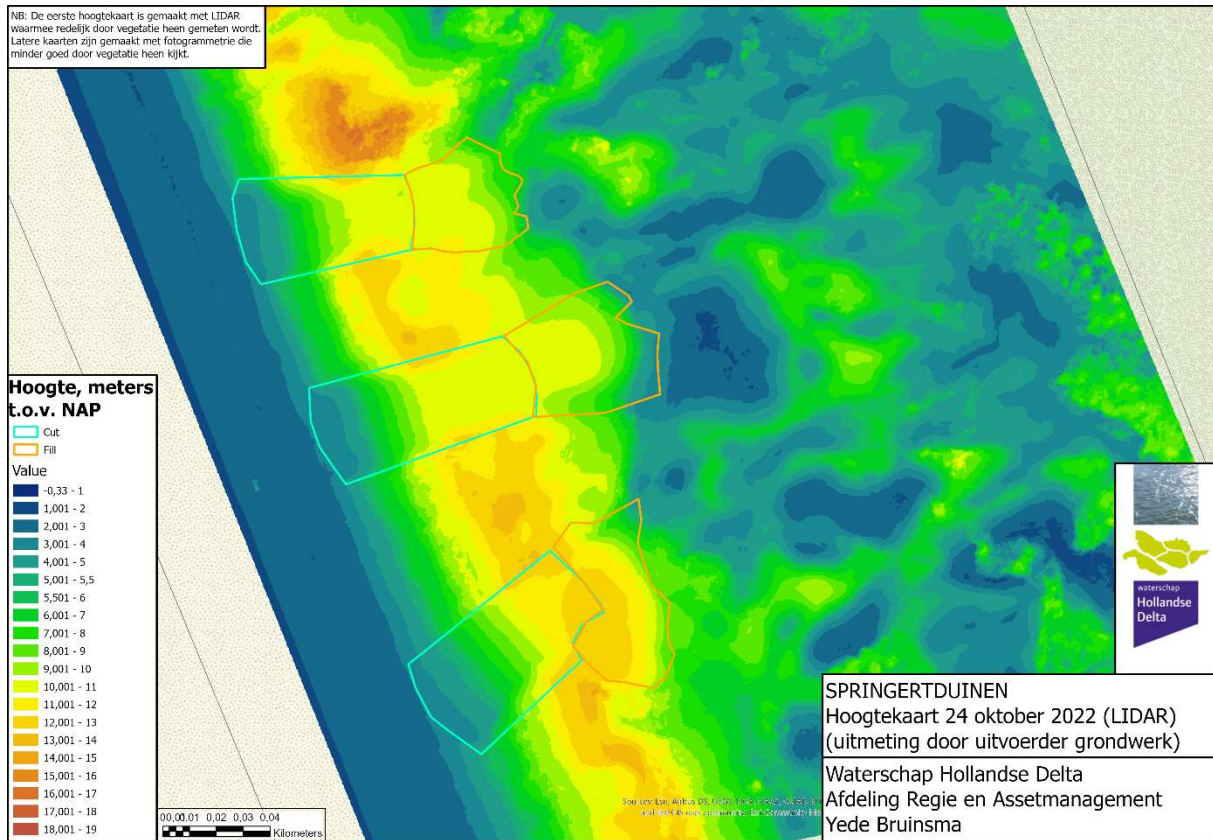 NB: De eerste hoogtekaart is gemaakt met LIDAR
waarmee redelijk door vegetatie heen gemeten wordt.
Latere kaarten zijn gemaakt met fotogrammetrie die
minder goed door vegetatie heen kijkt.
Hoogte, meters
t.o.v. NAP
Cut
Fill
Value
-0,33 - 1
1,001 - 2
2,001 - 3
3,001 - 4
4,001 - 5
5,001 - 5,5
5,501 - 6
6,001 - 7
7,001 - 8
8,001 - 9
9,001 - 10
10,001 - 11
11,001 - 12
12,001 - 13
13,001 - 14
14,001 - 15
15,001 - 16
16,001 - 17
17,001 - 18
18,001 - 19
00,0 0,01 0,02 0,03 0,04
Kilometers
Sources: Esri, Airbus DS, USGS,
waterschap
Hollandse
Delta
SPRINGERTDUINEN
Hoogtekaart 24 oktober 2022 (LIDAR)
(uitmeting door uitvoerder grondwerk)
Waterschap Hollandse Delta
Afdeling Regie en Assetmanagement
Yede Bruinsma